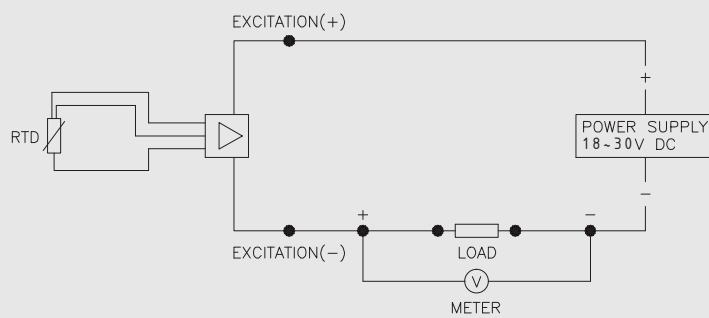 EXCITATION(+)
+
RTD
POWER SUPPLY
18~30V DC
−
+
−
EXCITATION(−)
LOAD
V
METER